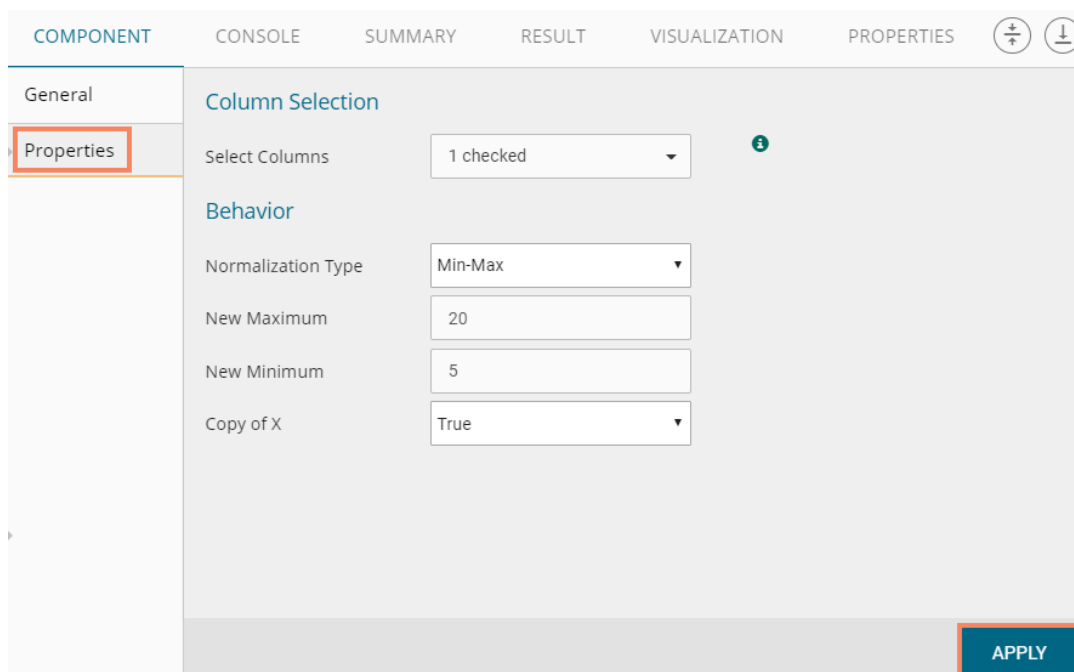 COMPONENT CONSOLE SUMMARY RESULT VISUALIZATION PROPERTIES
General
Properties
Column Selection
Select Columns 1 checked
Behavior
Normalization Type Min-Max
New Maximum 20
New Minimum 5
Copy of X True
APPLY